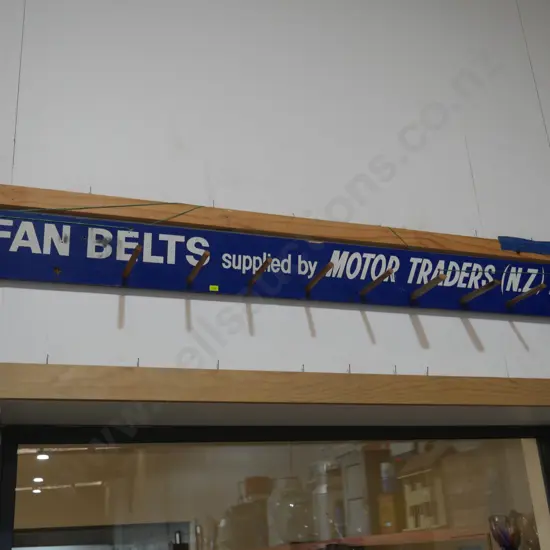 FAN BELTS supplied by MOTOR TRADERS (N.Z.)